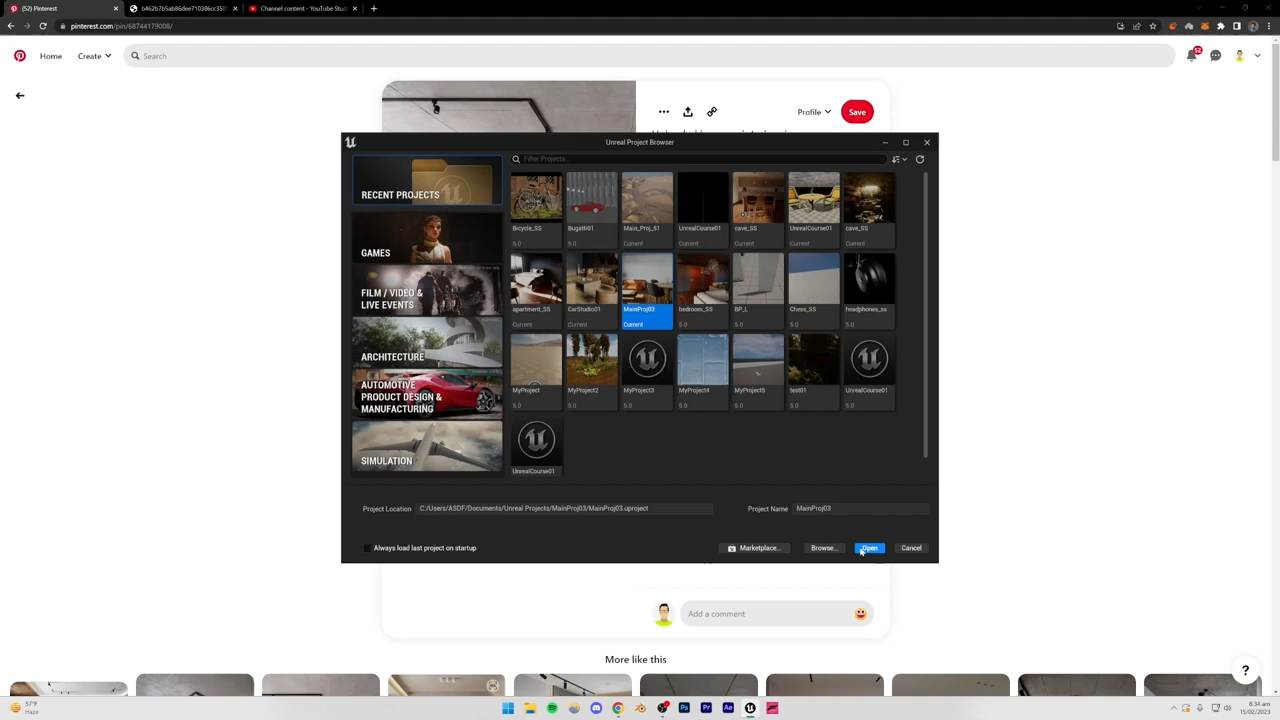 (52) Pinterest
b462b7b5ab86dee710386cc350
Channel content - YouTube Stud
pinterest.com/pin/68744179008/
Home
Create
Search
52
Profile
Save
Unreal Project Browser
RECENT PROJECTS
GAMES
FILM / VIDEO &
LIVE EVENTS
ARCHITECTURE
AUTOMOTIVE
PRODUCT DESIGN &
MANUFACTURING
SIMULATION
Filter Projects...
Bicycle_SS
5.0
Bugatti01
5.0
Main_Proj_51
Current
UnrealCourse01
Current
cave_SS
Current
UnrealCourse01
Current
cave_SS
Current
apartment_SS
Current
CarStudio01
Current
MainProj03
Current
bedroom_SS
5.0
BP_L
5.0
Chess_SS
5.0
headphones_ss
5.0
MyProject
5.0
MyProject2
5.0
MyProject3
5.0
MyProject4
5.0
MyProject5
5.0
test01
5.0
UnrealCourse01
5.0
UnrealCourse01
Project Location
C:/Users/ASDF/Documents/Unreal Projects/MainProj03/MainProj03.uproject
Project Name
MainProj03
Always load last project on startup
Marketplace...
Browse...
Open
Cancel
Add a comment
More like this
?
57°F
Haze
8:34 am
15/02/2023